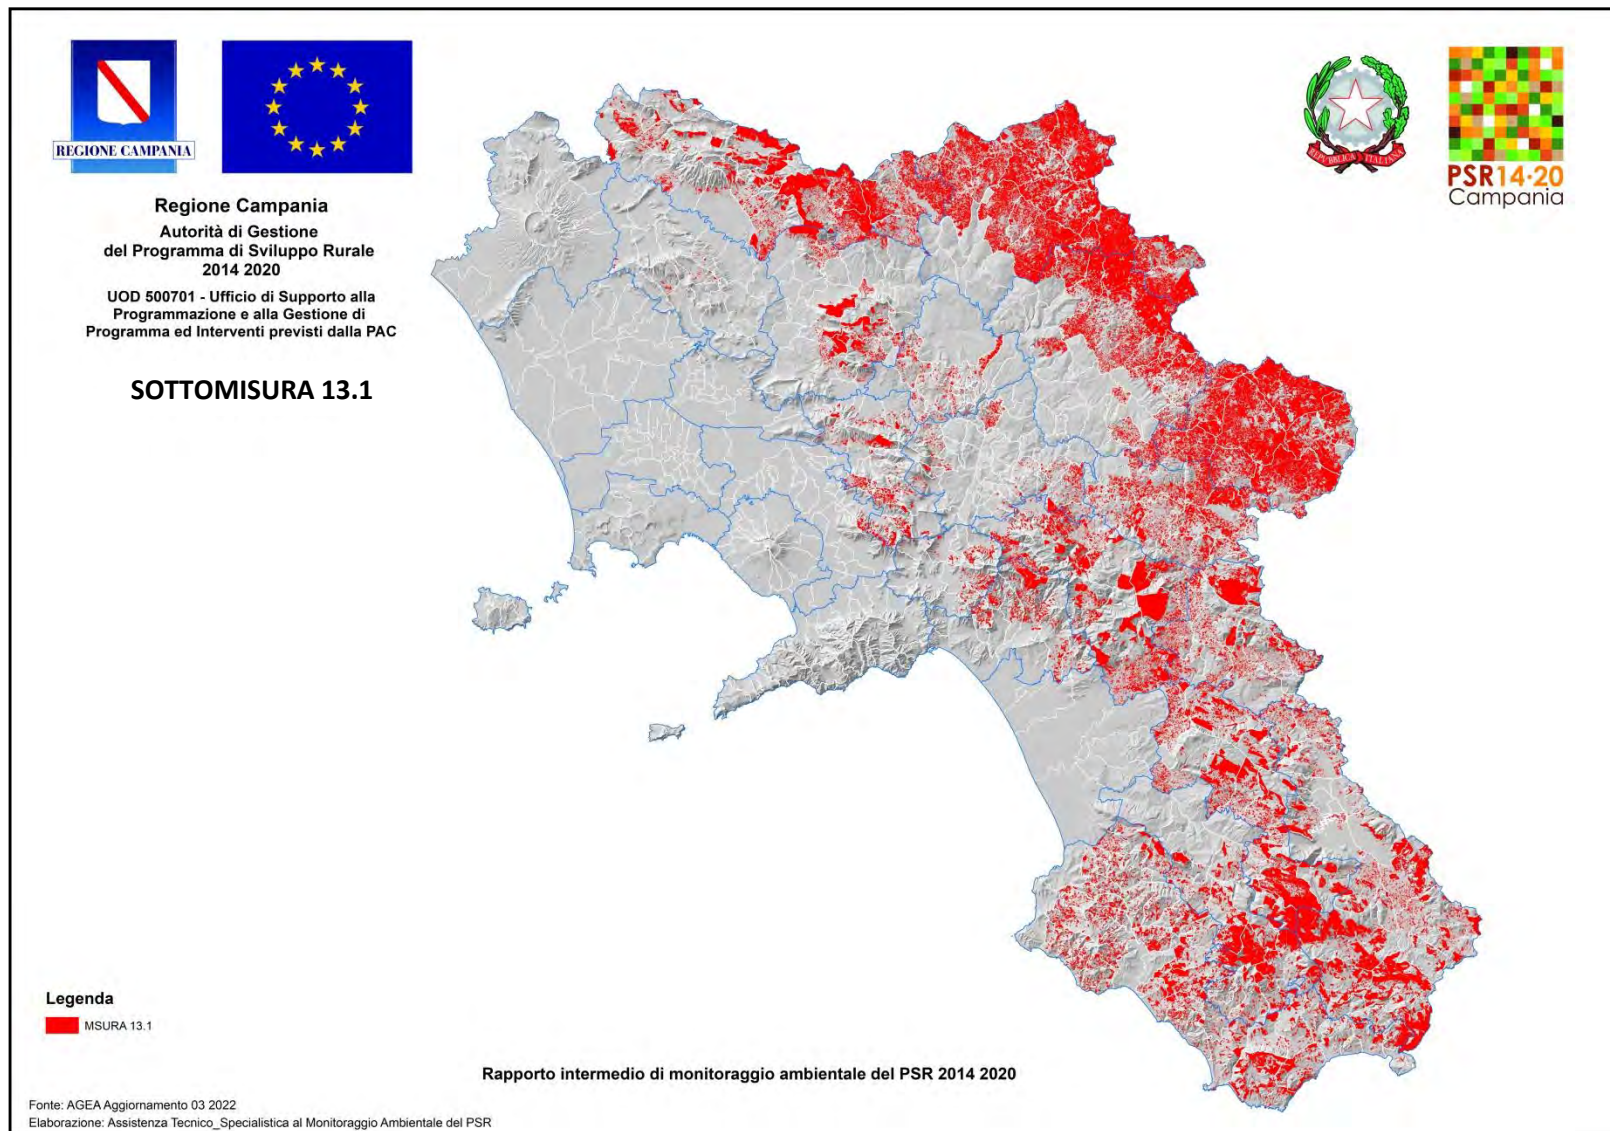 REGIONE CAMPANIA
Regione Campania
Autorità di Gestione
del Programma di Sviluppo Rurale
2014 2020
UOD 500701 - Ufficio di Supporto alla
Programmazione e alla Gestione di
Programma ed Interventi previsti dalla PAC
SOTTOMISURA 13.1
REPVBBLICA ITALIANA
PSR14·20
Campania
Legenda
MSURA 13.1
Rapporto intermedio di monitoraggio ambientale del PSR 2014 2020
Fonte: AGEA Aggiornamento 03 2022
Elaborazione: Assistenza Tecnico_Specialistica al Monitoraggio Ambientale del PSR